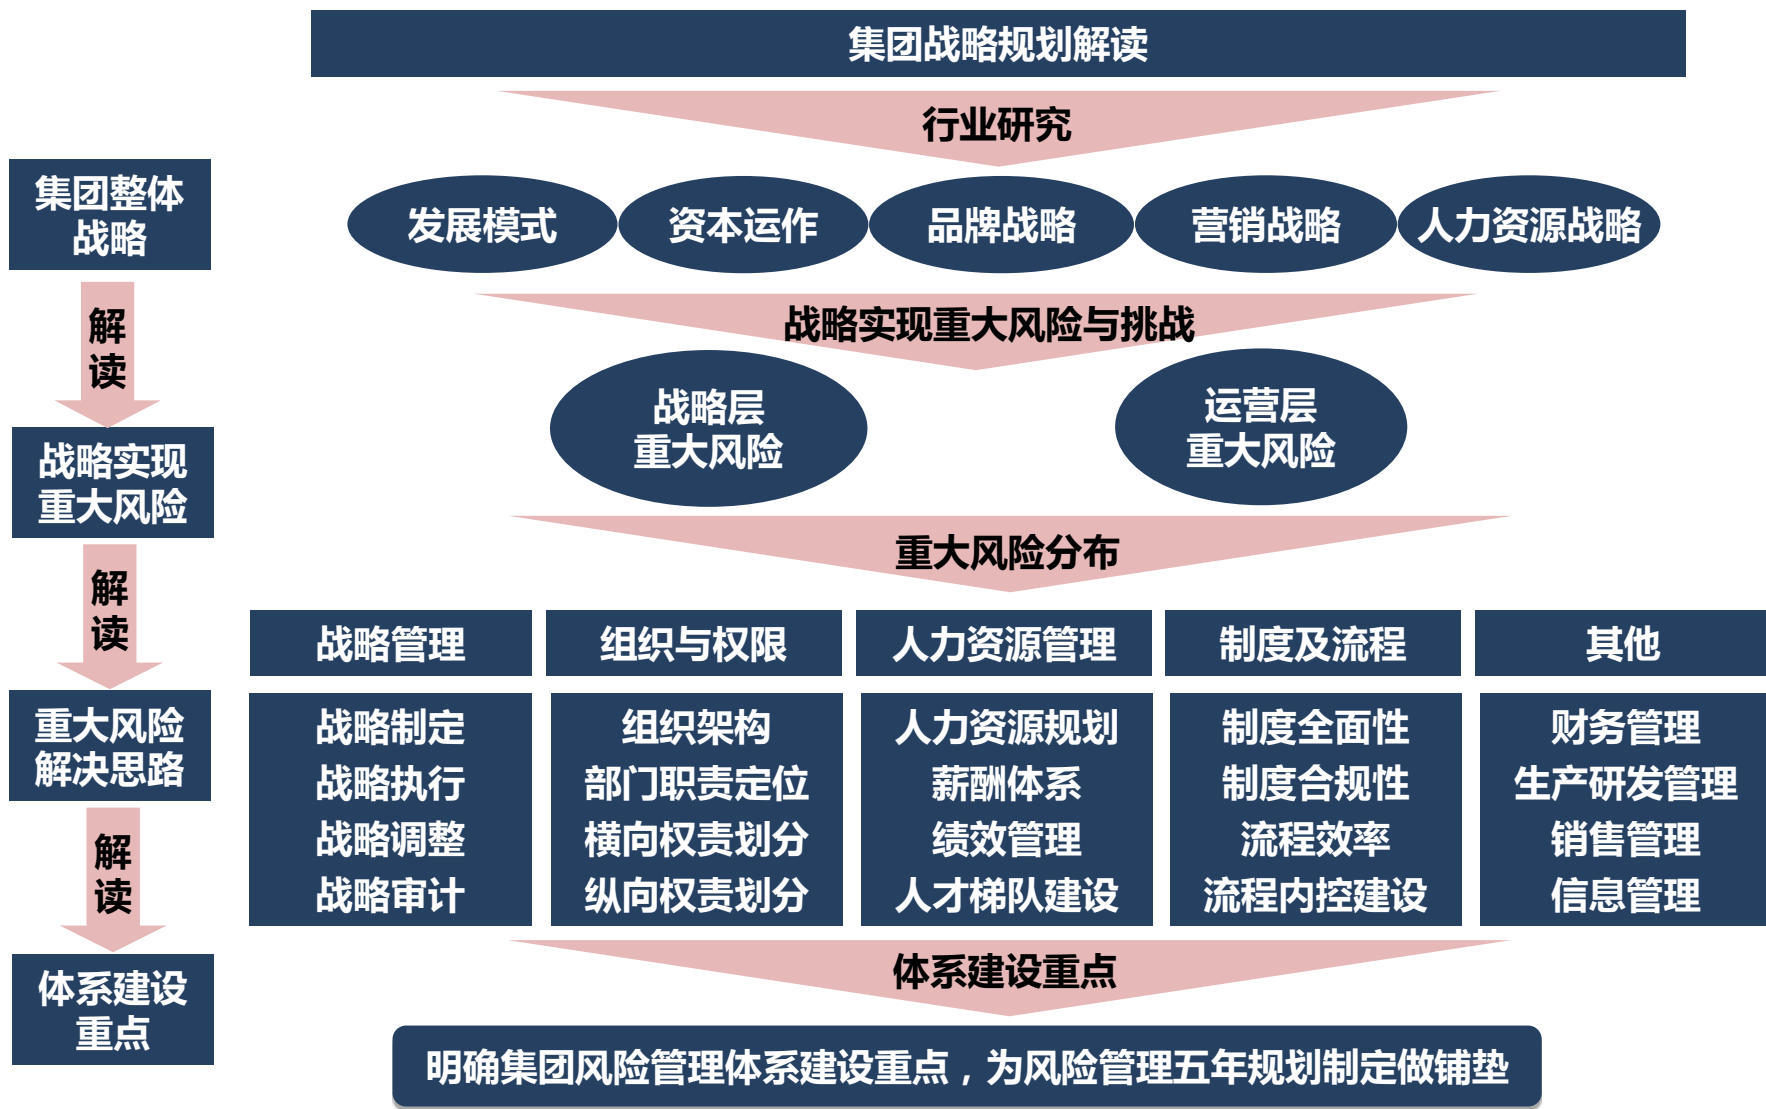 集团战略规划解读
行业研究
集团整体
战略
发展模式
资本运作
品牌战略
营销战略
人力资源战略
解
读
战略实现重大风险与挑战
战略层
重大风险
运营层
重大风险
战略实现
重大风险
重大风险分布
解
读
战略管理
组织与权限
人力资源管理
制度及流程
其他
重大风险
解决思路
战略制定
战略执行
战略调整
战略审计
组织架构
部门职责定位
横向权责划分
纵向权责划分
人力资源规划
薪酬体系
绩效管理
人才梯队建设
制度全面性
制度合规性
流程效率
流程内控建设
财务管理
生产研发管理
销售管理
信息管理
解
读
体系建设重点
体系建设
重点
明确集团风险管理体系建设重点，为风险管理五年规划制定做铺垫